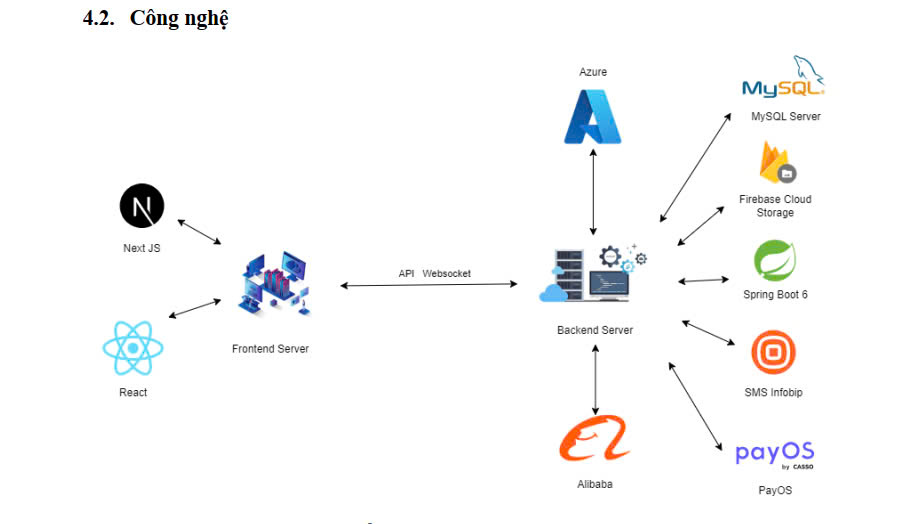 4.2. Công nghệ
Azure
MySQL®
MySQL Server
Firebase Cloud
Storage
Next JS
API Websocket
Spring Boot 6
Backend Server
Frontend Server
React
SMS Infobip
payOS
by CASSO
Alibaba
PayOS